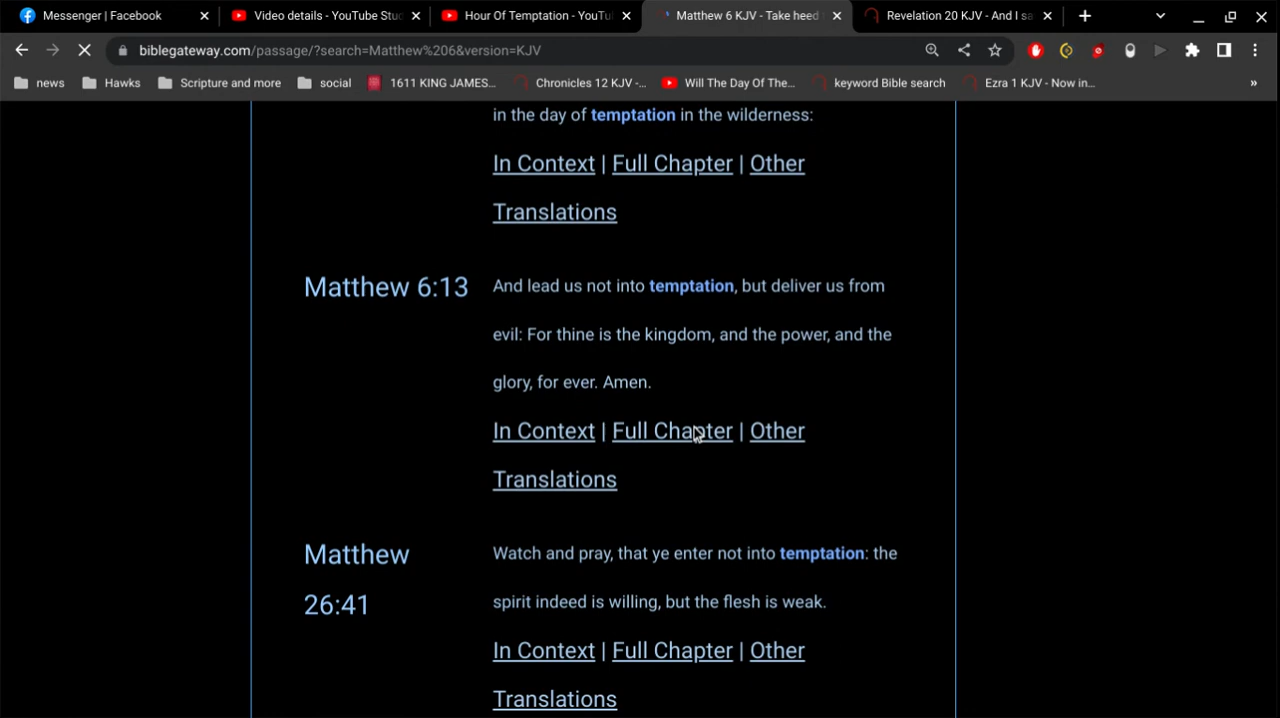 Messenger | Facebook
Video details - YouTube Stu
Hour Of Temptation - YouTu
Matthew 6 KJV - Take heed
Revelation 20 KJV - And I sa
biblegateway.com/passage/?search=Matthew%206&version=KJV
news
Hawks
Scripture and more
social
1611 KING JAMES...
Chronicles 12 KJV -...
Will The Day Of The...
keyword Bible search
Ezra 1 KJV - Now in...
»
in the day of temptation in the wilderness:
In Context | Full Chapter | Other
Translations
Matthew 6:13
And lead us not into temptation, but deliver us from
evil: For thine is the kingdom, and the power, and the
glory, for ever. Amen.
In Context | Full Chapter | Other
Translations
Matthew
26:41
Watch and pray, that ye enter not into temptation: the
spirit indeed is willing, but the flesh is weak.
In Context | Full Chapter | Other
Translations